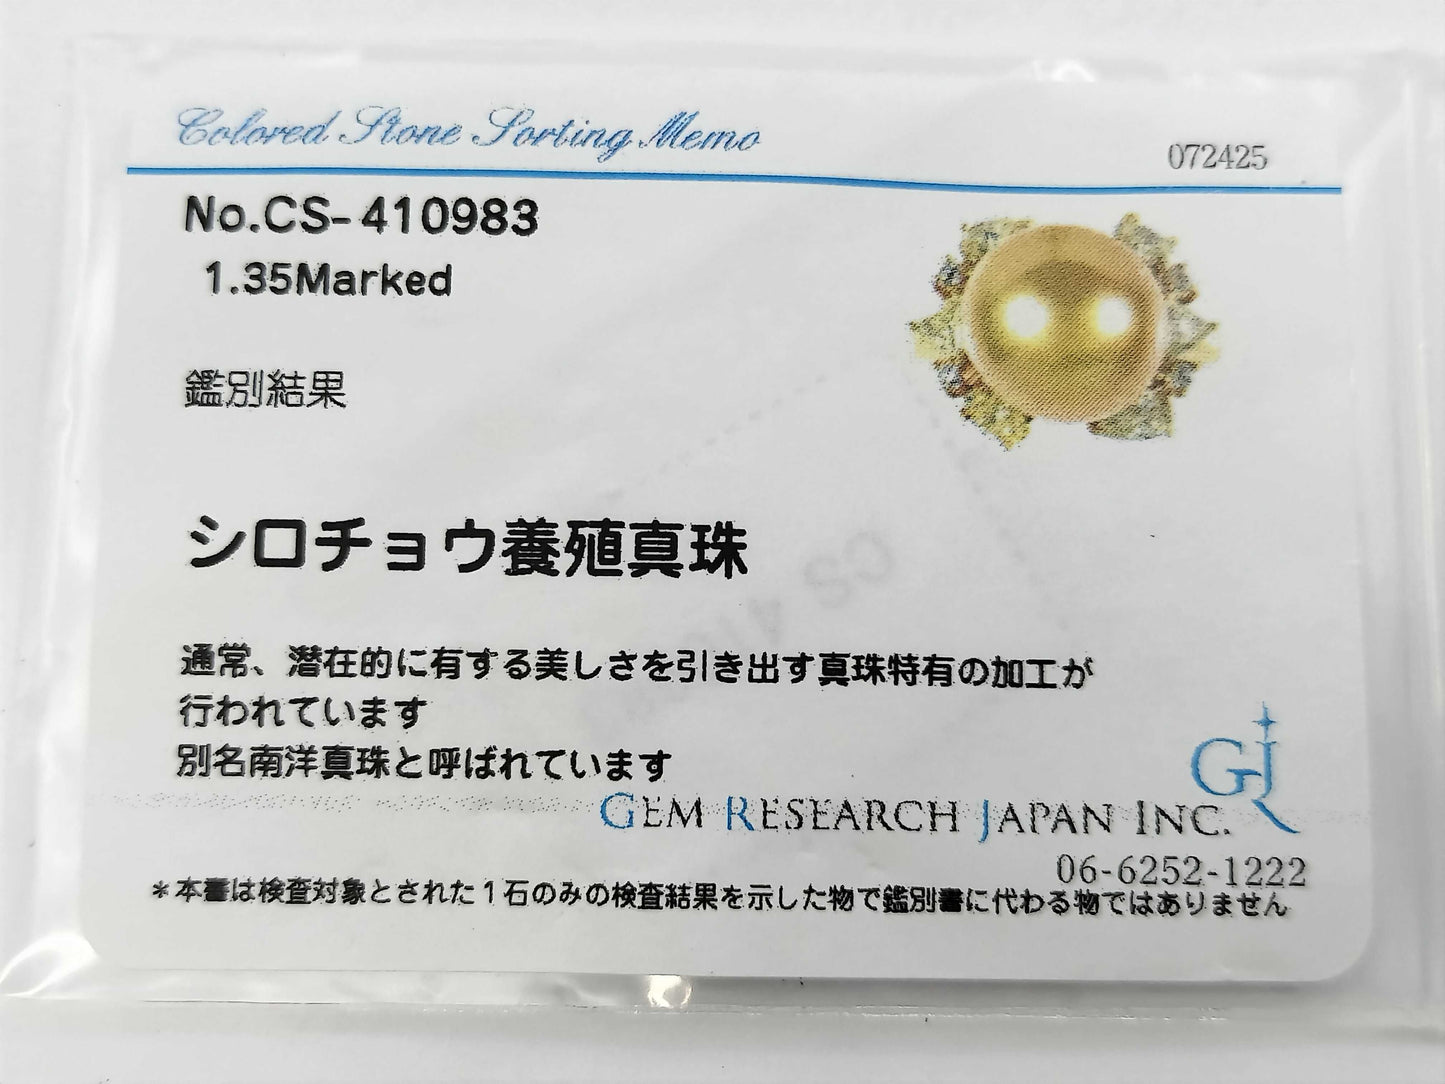 Colored Stone Sorting Memo
072425
No.CS-410983
1.35Marked
鑑別結果
シロチョウ養殖真珠
通常、潜在的に有する美しさを引き出す真珠特有の加工が
行われています
別名南洋真珠と呼ばれています
GJ
GEM RESEARCH JAPAN INC.
06-6252-1222
*本書は検査対象とされた1石のみの検査結果を示した物で鑑別書に代わる物ではありません